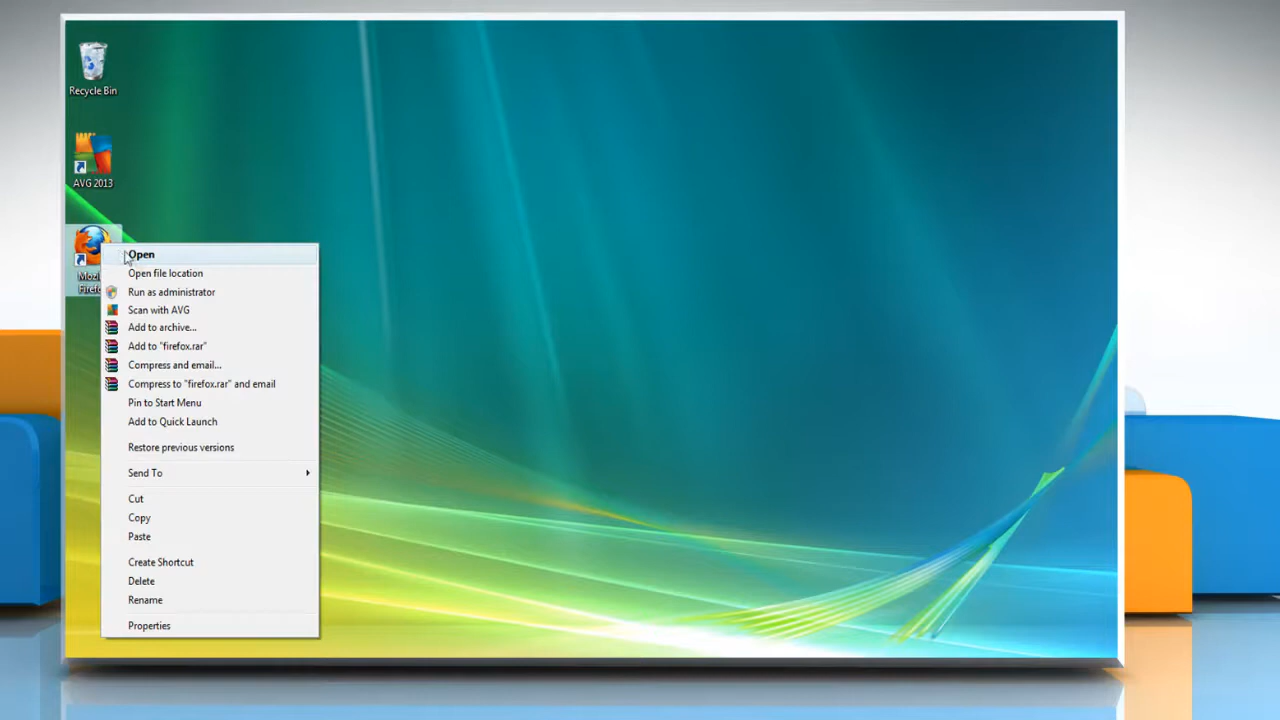 Recycle Bin
AVG 2013
Open
Open file location
Run as administrator
Scan with AVG
Add to archive...
Add to "firefox.rar"
Compress and email...
Compress to "firefox.rar" and email
Pin to Start Menu
Add to Quick Launch
Restore previous versions
Send To
Cut
Copy
Paste
Create Shortcut
Delete
Rename
Properties